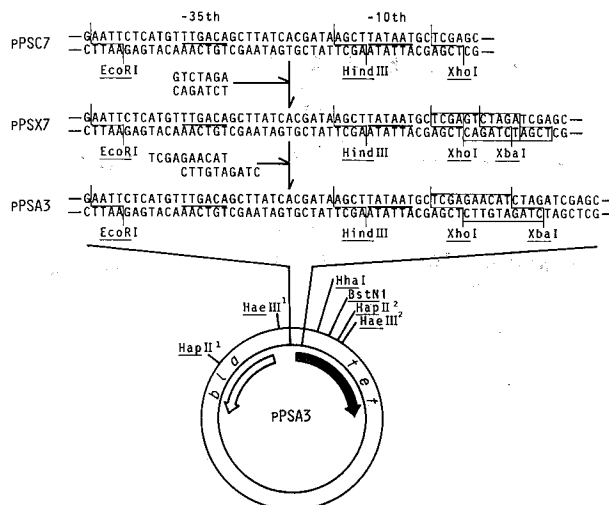 -35th -10th
pPSC7 — GAATTCTCATGTTTGACAGCTTATCACGATAAGCTTATAATGCTCGAGC —
— CTTAAGAGTACAAACTGTCGAATAGTGCTATTCGAATATTACGAGCTCG —
EcoRI HindIII XhoI
GTCTAGA
CAGATCT
pPSX7 — GAATTCTCATGTTTGACAGCTTATCACGATAAGCTTATAATGCTCGAGTCTAGATCGAGC —
— CTTAAGAGTACAAACTGTCGAATAGTGCTATTCGAATATTACGAGCTCAGATCTAGCTCG —
EcoRI HindIII XhoI XbaI
TCGAGAACAT
CTTGTAGATC
pPSA3 — GAATTCTCATGTTTGACAGCTTATCACGATAAGCTTATAATGCTCGAGAACATCTAGATCGAGC —
— CTTAAGAGTACAAACTGTCGAATAGTGCTATTCGAATATTACGAGCTCTTGTAGATCTAGCTCG —
EcoRI HindIII XhoI XbaI
HhaI
BstN1
HapII²
HaeIII²
HaeIII¹
HapII¹
bla tet
pPSA3